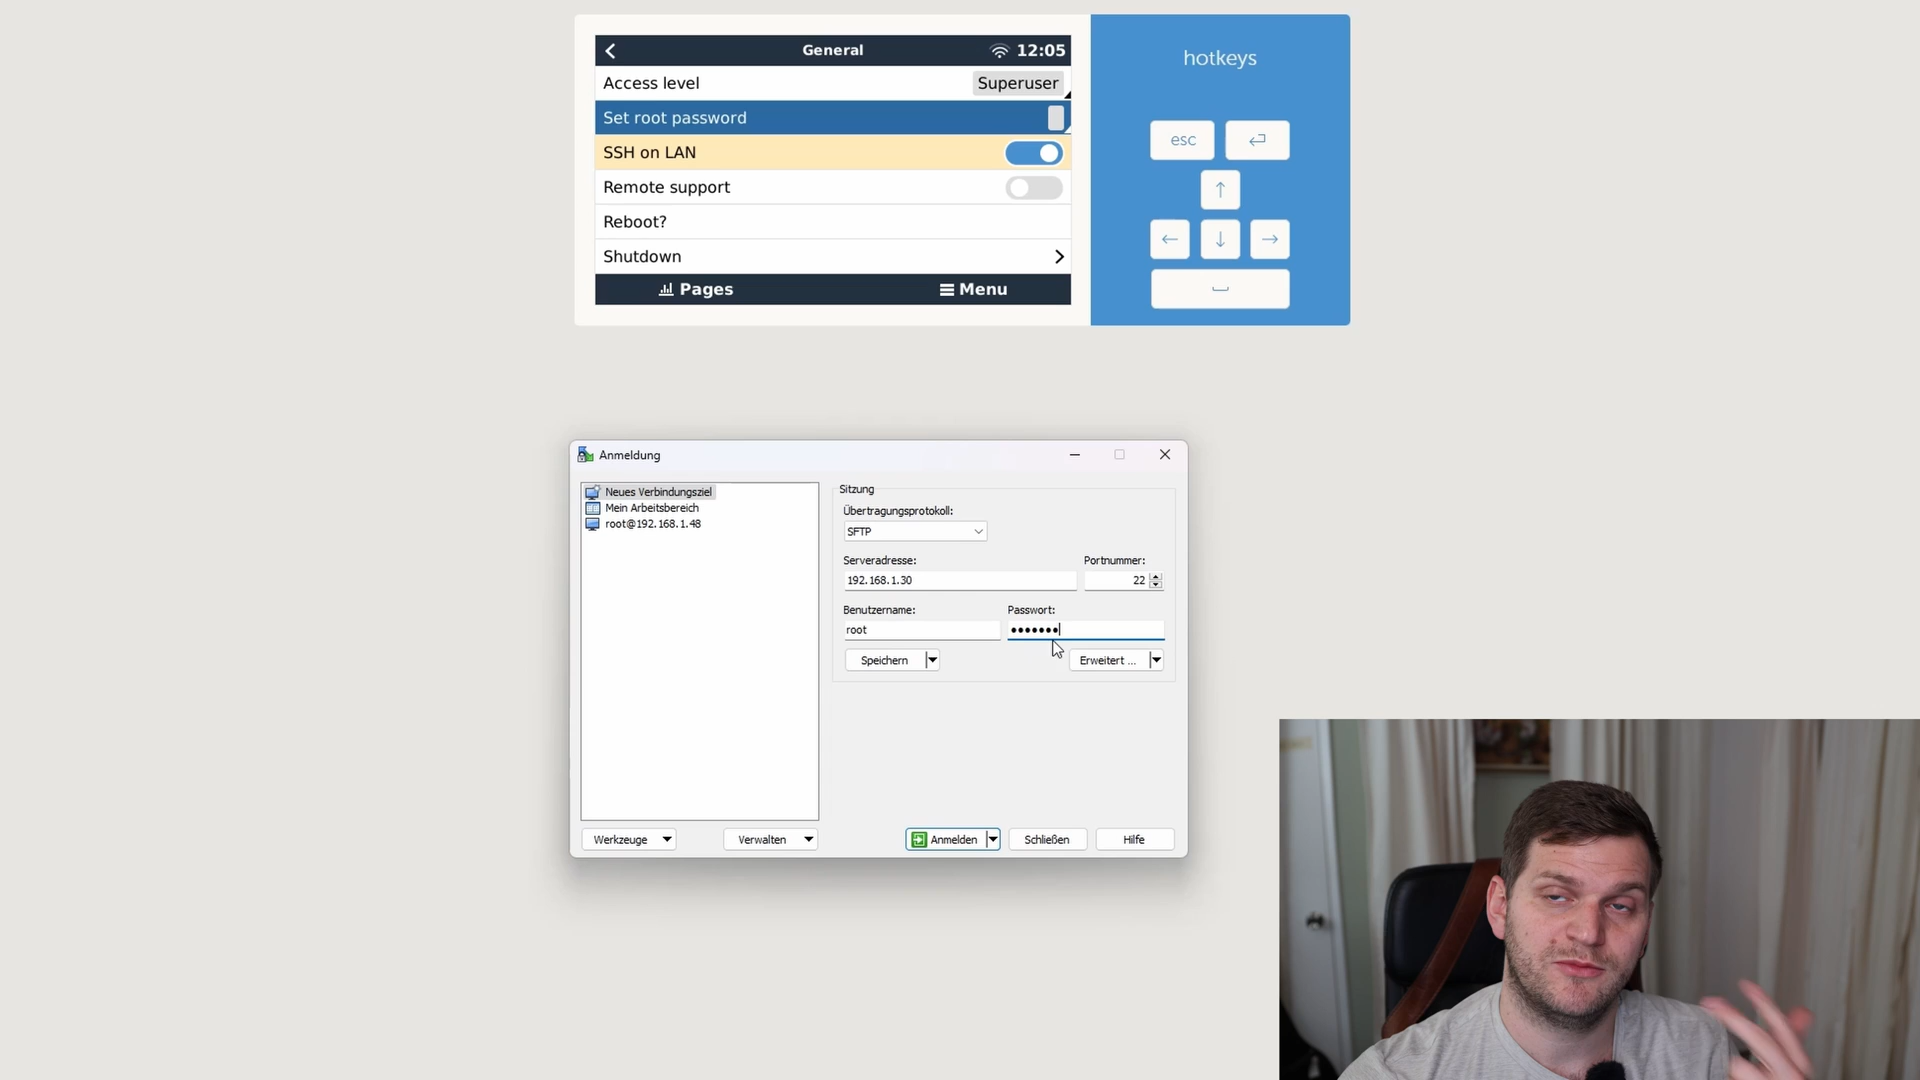 General
12:05
Access level
Superuser
Set root password
SSH on LAN
Remote support
Reboot?
Shutdown
Pages
Menu
hotkeys
esc
Anmeldung
Neues Verbindungsziel
Mein Arbeitsbereich
root@192.168.1.48
Sitzung
Übertragungsprotokoll:
SFTP
Serveradresse:
Portnummer:
192.168.1.30
22
Benutzername:
Passwort:
root
Speichern
Erweitert ...
Werkzeuge
Verwalten
Anmelden
Schließen
Hilfe